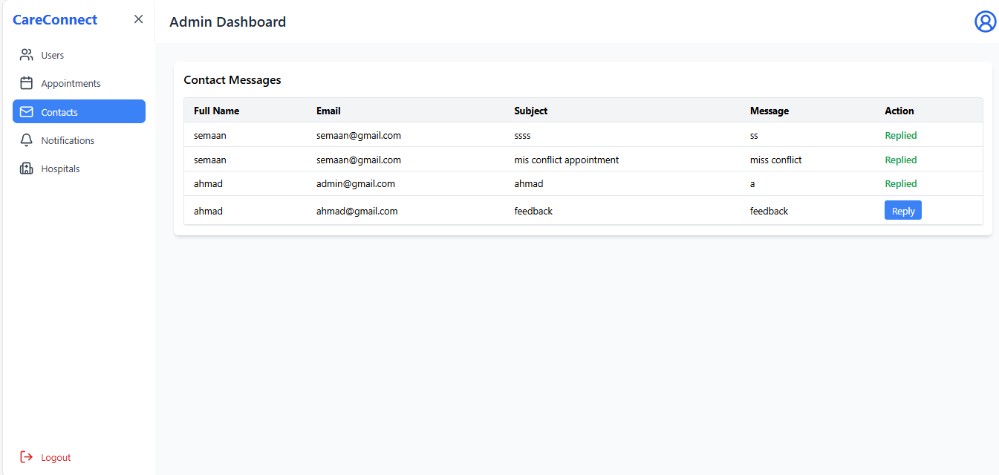 CareConnect
Admin Dashboard
Users
Appointments
Contacts
Notifications
Hospitals
Logout
Contact Messages
Full Name Email Subject Message Action
semaan semaan@gmail.com ssss ss Replied
semaan semaan@gmail.com mis conflict appointment miss conflict Replied
ahmad admin@gmail.com ahmad a Replied
ahmad ahmad@gmail.com feedback feedback Reply